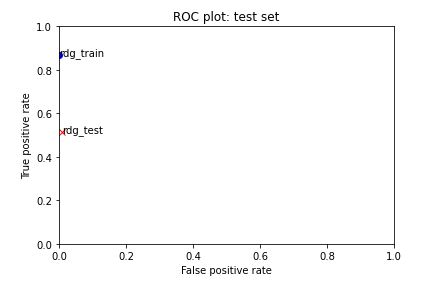 ROC plot: test set
1.0
rdg_train
0.8
0.6
rdg_test
True positive rate
0.4
0.2
0.0
0.0 0.2 0.4 0.6 0.8 1.0
False positive rate